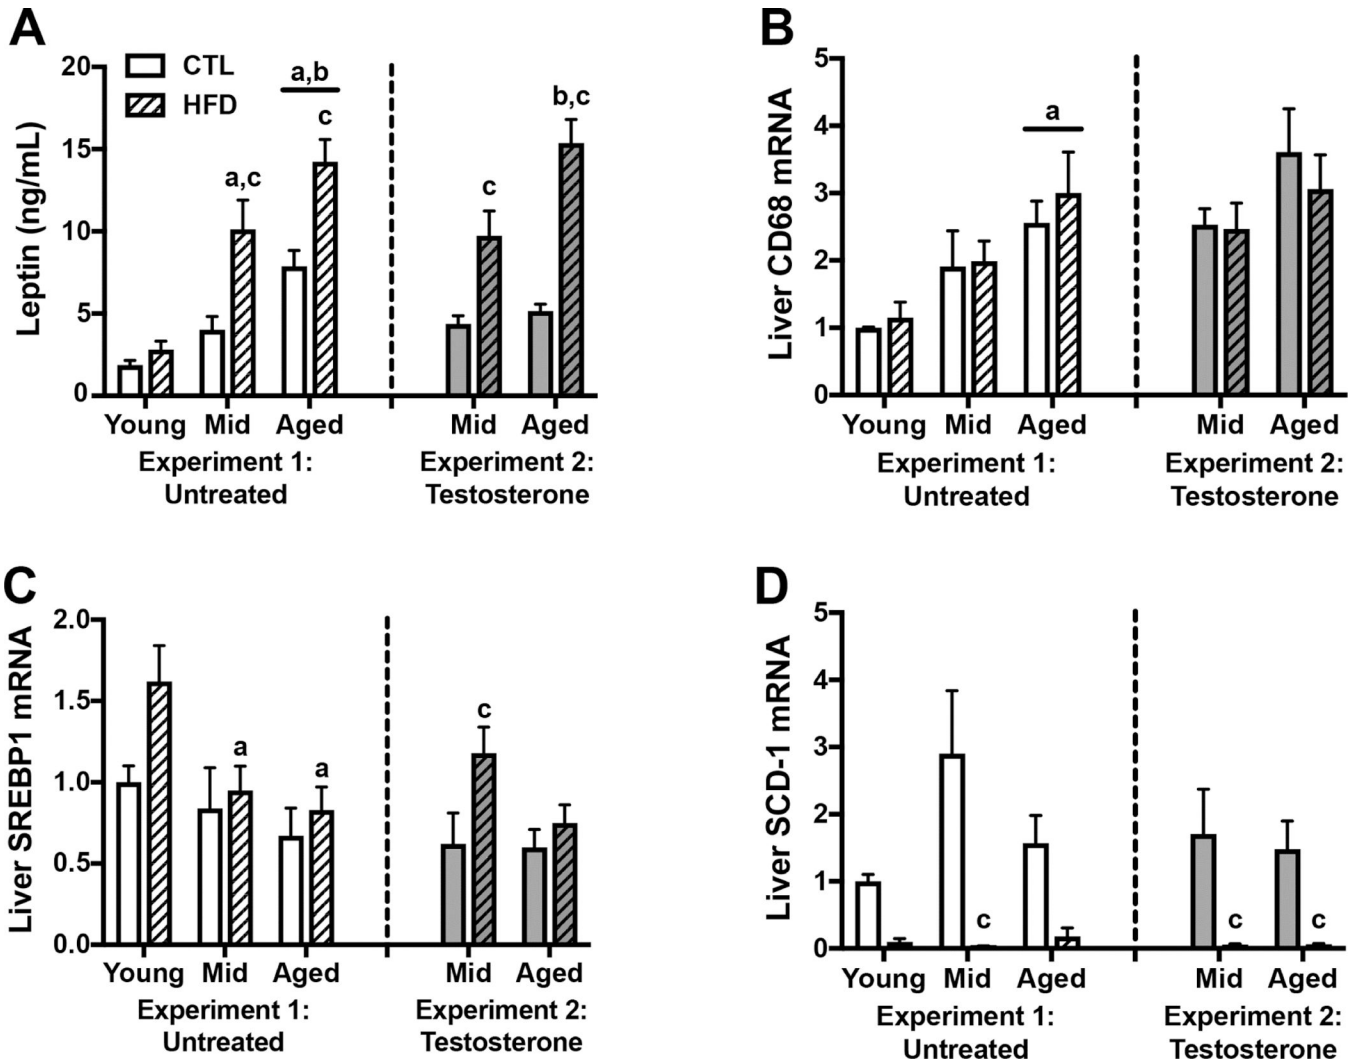 A
CTL
HFD
Leptin (ng/mL)
20
15
10
5
0
a,c
a,b
c
c
b,c
Young Mid Aged Mid Aged
Experiment 1: Experiment 2:
Untreated Testosterone
B
Liver CD68 mRNA
5
4
3
2
1
0
a
Young Mid Aged Mid Aged
Experiment 1: Experiment 2:
Untreated Testosterone
C
Liver SREBP1 mRNA
2.0
1.5
1.0
0.5
0.0
a
a
c
Young Mid Aged Mid Aged
Experiment 1: Experiment 2:
Untreated Testosterone
D
Liver SCD-1 mRNA
5
4
3
2
1
0
c
c
c
Young Mid Aged Mid Aged
Experiment 1: Experiment 2:
Untreated Testosterone